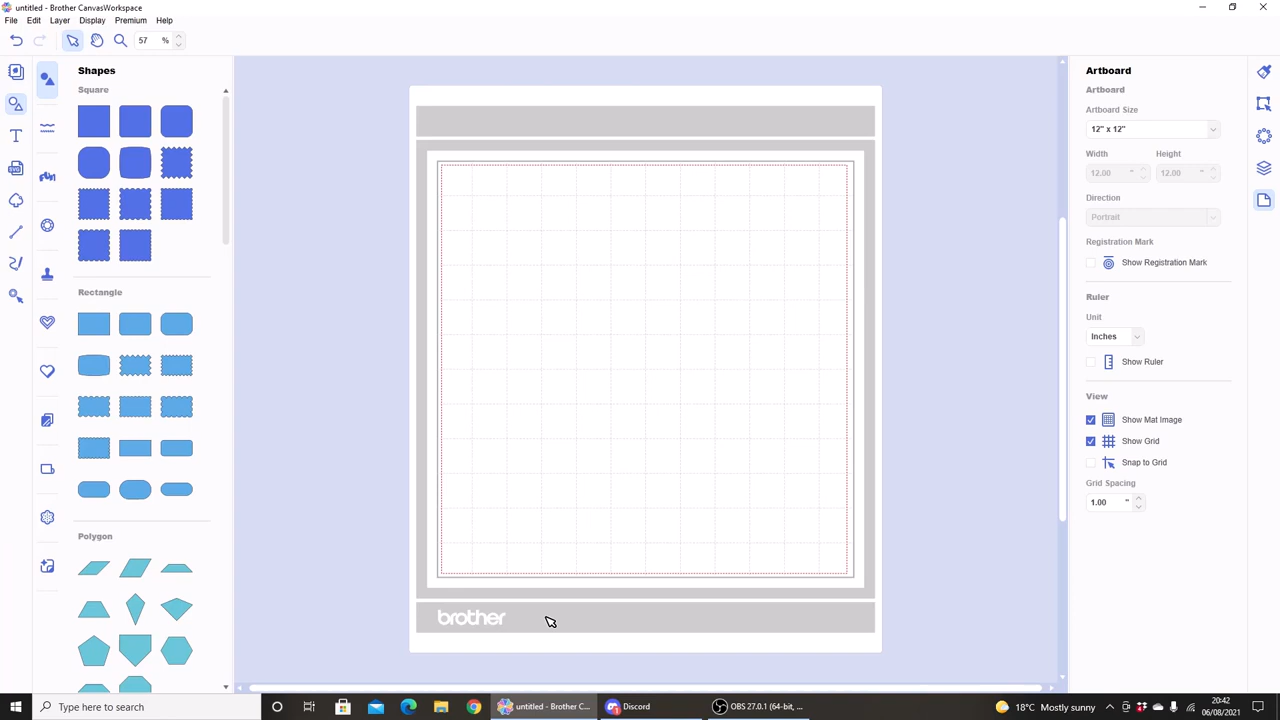 untitled - Brother CanvasWorkspace
File Edit Layer Display Premium Help
57 %
Shapes
Square
Rectangle
Polygon
brother
Artboard
Artboard
Artboard Size
12" x 12"
Width Height
12.00 " 12.00 "
Direction
Portrait
Registration Mark
Show Registration Mark
Ruler
Unit
Inches
Show Ruler
View
Show Mat Image
Show Grid
Snap to Grid
Grid Spacing
1.00 "
Type here to search
untitled - Brother C...
Discord
OBS 27.0.1 (64-bit, ...
18°C Mostly sunny
20:42
06/08/2021